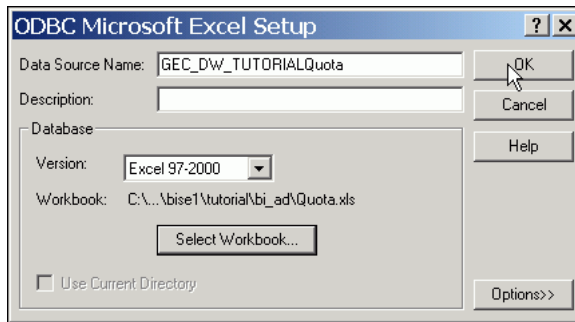 ODBC Microsoft Excel Setup
Data Source Name: GEC_DW_TUTORIALQuota
OK
Description:
Cancel
Database
Help
Version: Excel 97-2000
Workbook: C:\...\bise1\tutorial\bi_ad\Quota.xls
Select Workbook...
Use Current Directory
Options>>